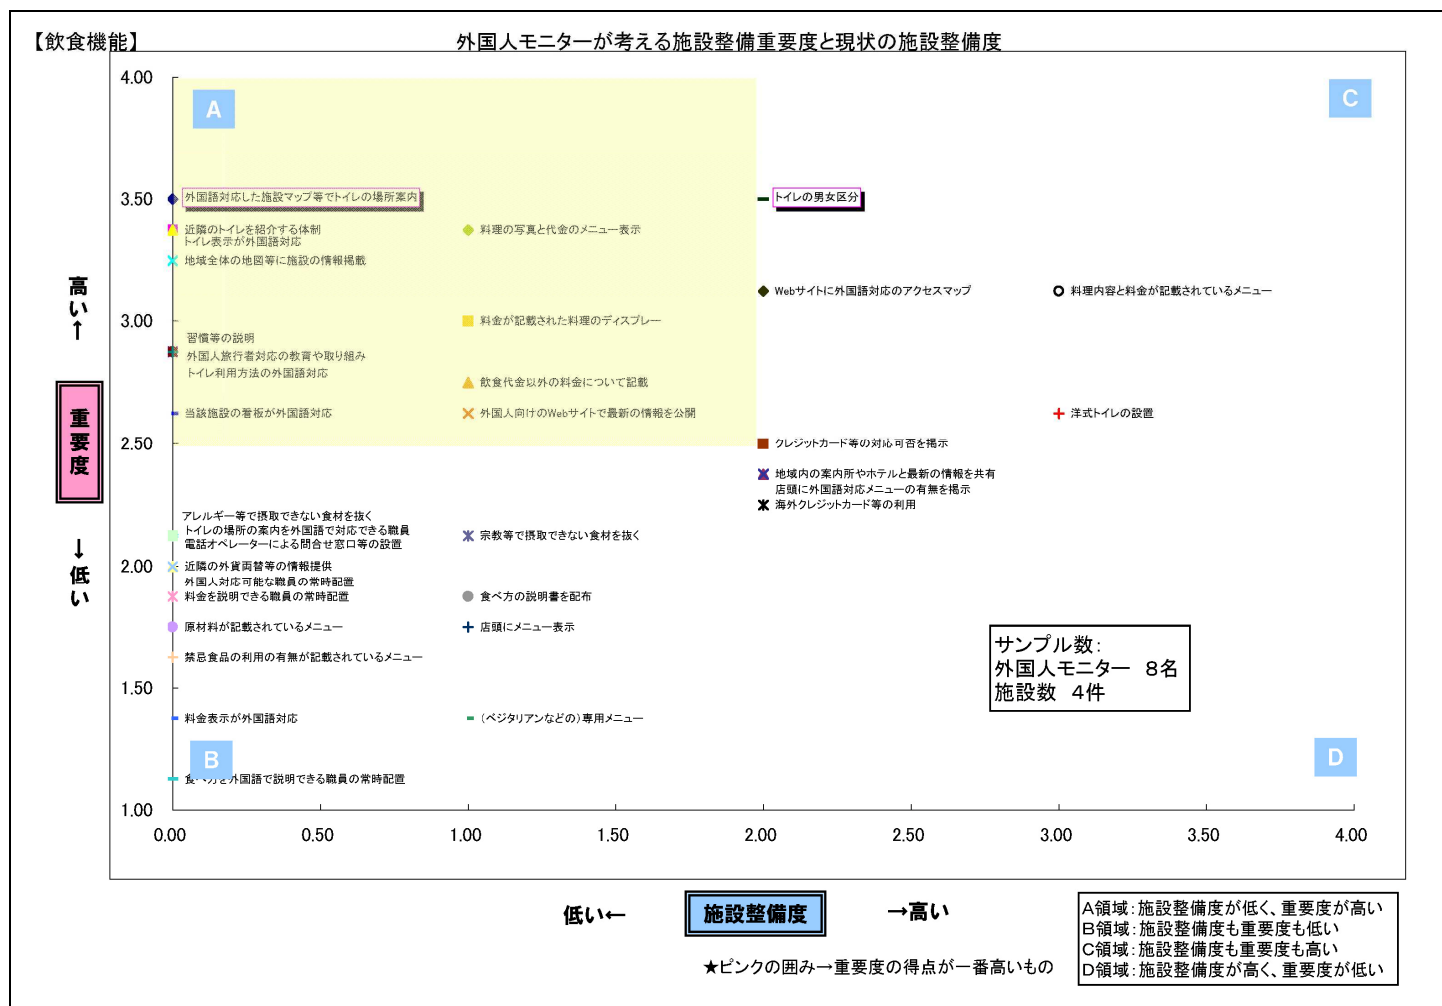 【飲食機能】
外国人モニターが考える施設整備重要度と現状の施設整備度
4.00
A
C
3.50
外国語対応した施設マップ等でトイレの場所案内
トイレの男女区分
近隣のトイレを紹介する体制
トイレ表示が外国語対応
料理の写真と代金のメニュー表示
地域全体の地図等に施設の情報掲載
Webサイトに外国語対応のアクセスマップ
料理内容と料金が記載されているメニュー
高い↑
3.00
料金が記載された料理のディスプレー
習慣等の説明
外国人旅行者対応の教育や取り組み
トイレ利用方法の外国語対応
飲食代金以外の料金について記載
当該施設の看板が外国語対応
外国人向けのWebサイトで最新の情報を公開
洋式トイレの設置
重要度
2.50
クレジットカード等の対応可否を掲示
地域内の案内所やホテルと最新の情報を共有
店頭に外国語対応メニューの有無を掲示
海外クレジットカード等の利用
アレルギー等で摂取できない食材を抜く
トイレの場所の案内を外国語で対応できる職員
電話オペレーターによる問合せ窓口等の設置
宗教等で摂取できない食材を抜く
↓低い
2.00
近隣の外貨両替等の情報提供
外国人対応可能な職員の常時配置
料金を説明できる職員の常時配置
食べ方の説明書を配布
原材料が記載されているメニュー
店頭にメニュー表示
禁忌食品の利用の有無が記載されているメニュー
サンプル数:
外国人モニター　8名
施設数　4件
1.50
料金表示が外国語対応
(ベジタリアンなどの)専用メニュー
B
D
食べ方を外国語で説明できる職員の常時配置
1.00
0.00
0.50
1.00
1.50
2.00
2.50
3.00
3.50
4.00
低い←
施設整備度
→高い
A領域:施設整備度が低く、重要度が高い
B領域:施設整備度も重要度も低い
C領域:施設整備度も重要度も高い
D領域:施設整備度が高く、重要度が低い
★ピンクの囲み→重要度の得点が一番高いもの